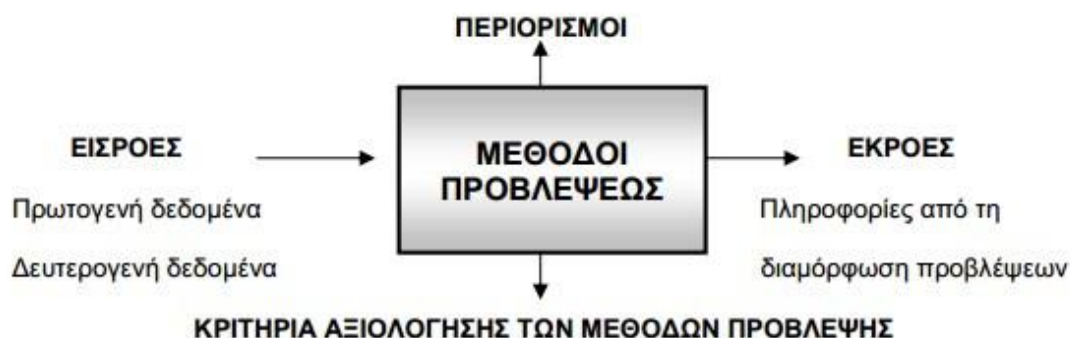 ΠΕΡΙΟΡΙΣΜΟΙ
ΕΙΣΡΟΕΣ
Πρωτογενή δεδομένα
Δευτερογενή δεδομένα
ΜΕΘΟΔΟΙ
ΠΡΟΒΛΕΨΕΩΣ
ΕΚΡΟΕΣ
Πληροφορίες από τη
διαμόρφωση προβλέψεων
ΚΡΙΤΗΡΙΑ ΑΞΙΟΛΟΓΗΣΗΣ ΤΩΝ ΜΕΘΟΔΩΝ ΠΡΟΒΛΕΨΗΣ